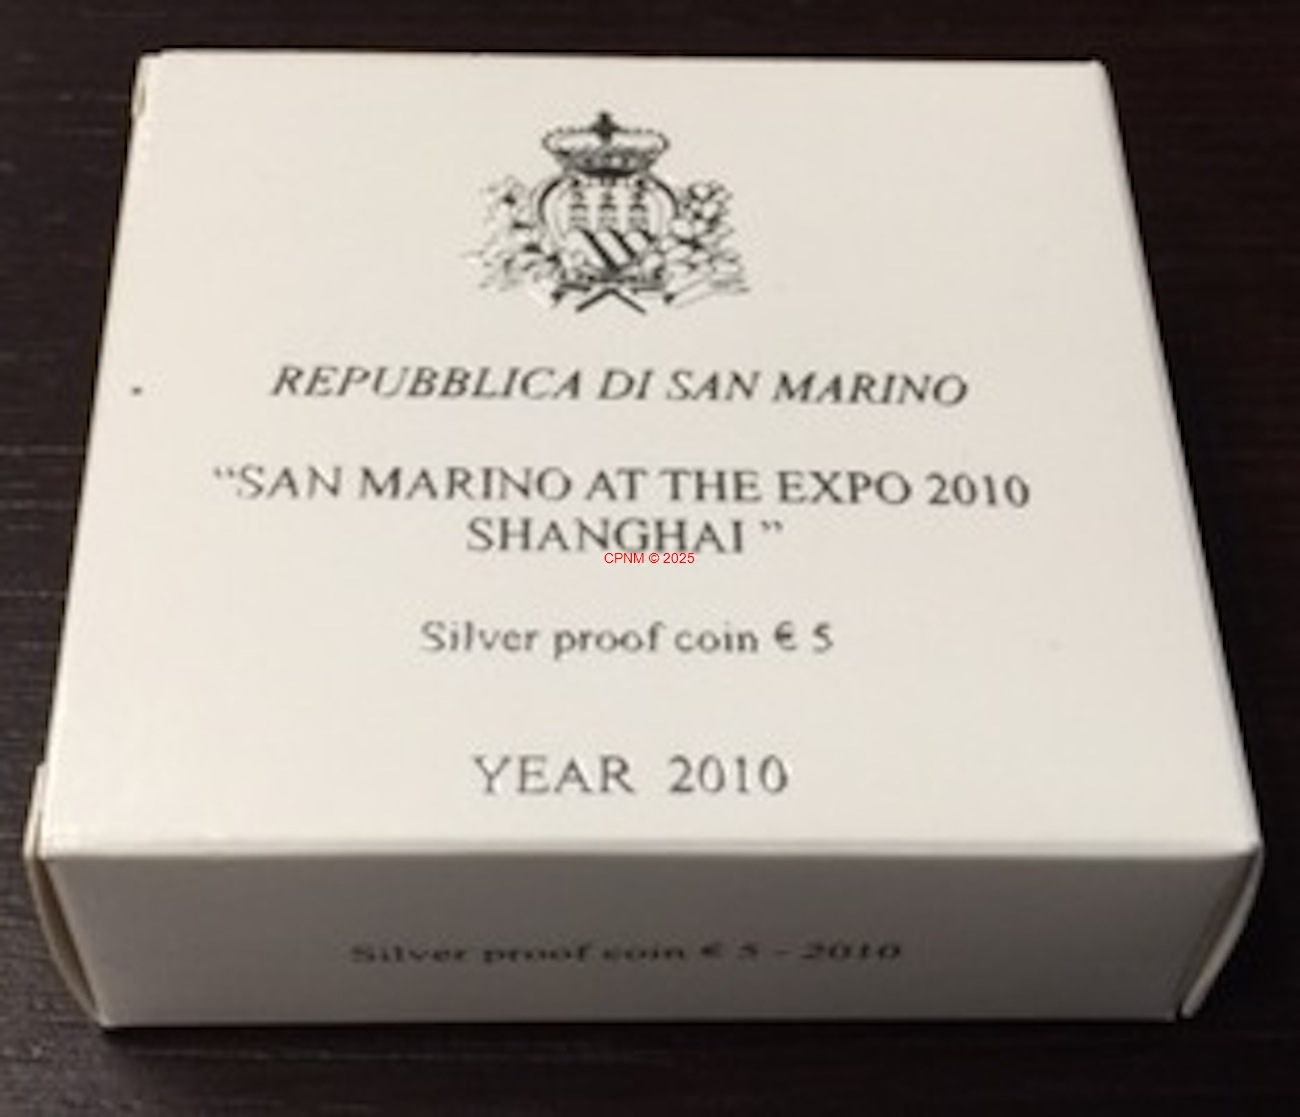 REPUBBLICA DI SAN MARINO
“SAN MARINO AT THE EXPO 2010
SHANGHAI ”
CPNM © 2025
Silver proof coin € 5
YEAR 2010
Silver proof coin € 5 - 2010